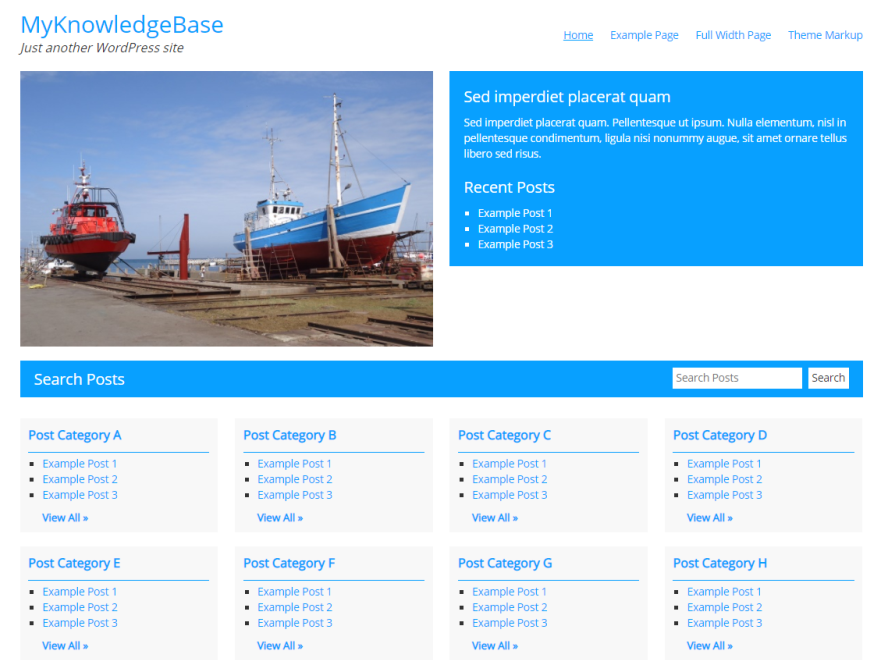 MyKnowledgeBase
Just another WordPress site
Home Example Page Full Width Page Theme Markup
Sed imperdiet placerat quam
Sed imperdiet placerat quam. Pellentesque ut ipsum. Nulla elementum, nisl in
pellentesque condimentum, ligula nisi nonummy augue, sit amet ornare tellus
libero sed risus.
Recent Posts
Example Post 1
Example Post 2
Example Post 3
Search Posts
Search Posts Search
Post Category A
Example Post 1
Example Post 2
Example Post 3
View All »
Post Category B
Example Post 1
Example Post 2
Example Post 3
View All »
Post Category C
Example Post 1
Example Post 2
Example Post 3
View All »
Post Category D
Example Post 1
Example Post 2
Example Post 3
View All »
Post Category E
Example Post 1
Example Post 2
Example Post 3
View All »
Post Category F
Example Post 1
Example Post 2
Example Post 3
View All »
Post Category G
Example Post 1
Example Post 2
Example Post 3
View All »
Post Category H
Example Post 1
Example Post 2
Example Post 3
View All »